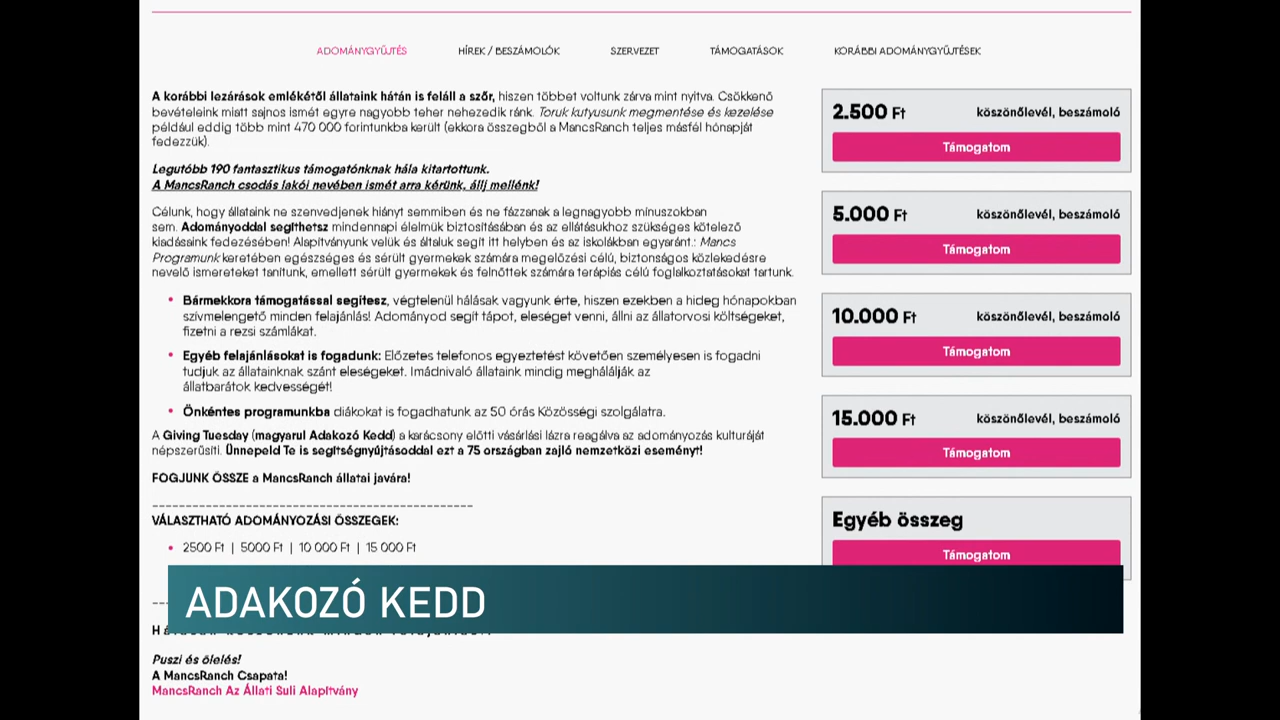 ADOMÁNYGYŰJTÉS HÍREK / BESZÁMOLÓK SZERVEZET TÁMOGATÁSOK KORÁBBI ADOMÁNYGYŰJTÉSEK
A korábbi lezárások emlékétől állataink hátán is feláll a szőr, hiszen többet voltunk zárva mint nyitva. Csökkenő
bevételeink miatt sajnos ismét egyre nagyobb teher nehezedik ránk. Toruk kutyusunk megmentése és kezelése
például eddig több mint 470 000 forintunkba került (ekkora összegből a MancsRanch teljes másfél hónapját
fedezzük).
Legutóbb 190 fantasztikus támogatónknak hála kitartottunk.
A MancsRanch csodás lakói nevében ismét arra kérünk, állj mellénk!
Célunk, hogy állataink ne szenvedjenek hiányt semmiben és ne fázzanak a legnagyobb mínuszokban
sem. Adományoddal segíthetsz mindennapi élelmük biztosításában és az ellátásukhoz szükséges kötelező
kiadásaink fedezésében! Alapítványunk velük és általuk segít itt helyben és az iskolákban egyaránt.: Mancs
Programunk keretében egészséges és sérült gyermekek számára megelőzési célú, biztonságos közlekedésre
nevelő ismereteket tanítunk, emellett sérült gyermekek és felnőttek számára terápiás célú foglalkoztatásokat tartunk.
• Bármekkora támogatással segítesz, végtelenül hálásak vagyunk érte, hiszen ezekben a hideg hónapokban
szívmelengető minden felajánlás! Adományod segít tápot, eleséget venni, állni az állatorvosi költségeket,
fizetni a rezsi számlákat.
• Egyéb felajánlásokat is fogadunk: Előzetes telefonos egyeztetést követően személyesen is fogadni
tudjuk az állatainknak szánt eleségeket. Imádnivaló állataink mindig meghálálják az
állatbarátok kedvességét!
• Önkéntes programunkba diákokat is fogadhatunk az 50 órás Közösségi szolgálatra.
A Giving Tuesday (magyarul Adakozó Kedd) a karácsony előtti vásárlási lázra reagálva az adományozás kultúráját
népszerűsíti. Ünnepeld Te is segítségnyújtásoddal ezt a 75 országban zajló nemzetközi eseményt!
FOGJUNK ÖSSZE a MancsRanch állatai javára!
------------------------------------------------
VÁLASZTHATÓ ADOMÁNYOZÁSI ÖSSZEGEK:
• 2500 Ft | 5000 Ft | 10 000 Ft | 15 000 Ft
2.500 Ft köszönőlevél, beszámoló
Támogatom
5.000 Ft köszönőlevél, beszámoló
Támogatom
10.000 Ft köszönőlevél, beszámoló
Támogatom
15.000 Ft köszönőlevél, beszámoló
Támogatom
Egyéb összeg
Támogatom
ADAKOZÓ KEDD
Puszi és ölelés!
A MancsRanch Csapata!
MancsRanch Az Állati Suli Alapítvány